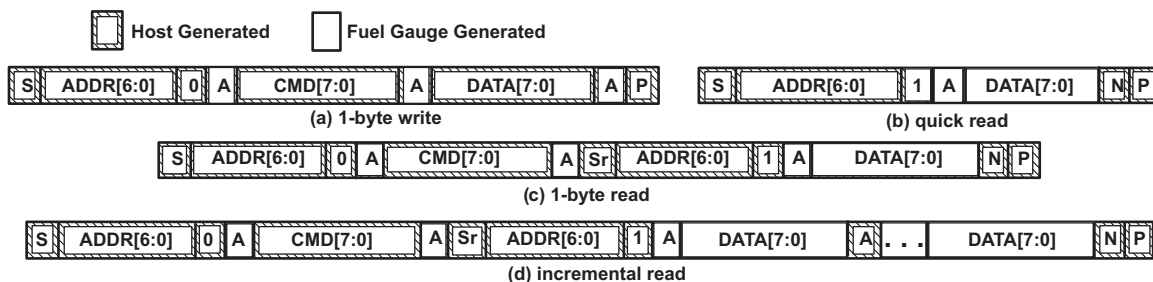 Host Generated Fuel Gauge Generated
S ADDR[6:0] 0 A CMD[7:0] A DATA[7:0] A P S ADDR[6:0] 1 A DATA[7:0] N P
(a) 1-byte write (b) quick read
S ADDR[6:0] 0 A CMD[7:0] A Sr ADDR[6:0] 1 A DATA[7:0] N P
(c) 1-byte read
S ADDR[6:0] 0 A CMD[7:0] A Sr ADDR[6:0] 1 A DATA[7:0] A . . . DATA[7:0] N P
(d) incremental read